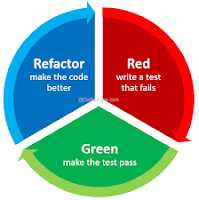 Refactor
make the code
better
Red
write a test
that fails
Green
make the test pass